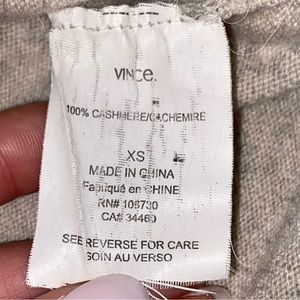 VINCE.
100% CASHMERE/CACHEMIRE
XS
MADE IN CHINA
Fabriqué en CHINE
RN# 106730
CA# 34460
SEE REVERSE FOR CARE
SOIN AU VERSO